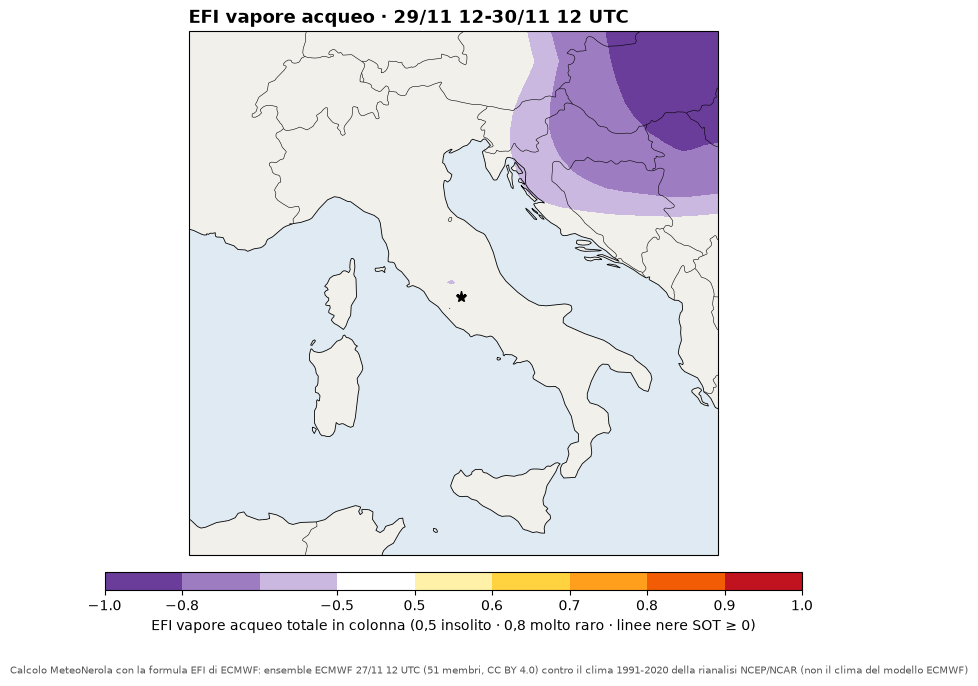 EFI vapore acqueo · 29/11 12-30/11 12 UTC
−1.0 −0.8 −0.5 0.5 0.6 0.7 0.8 0.9 1.0
EFI vapore acqueo totale in colonna (0,5 insolito · 0,8 molto raro · linee nere SOT ≥ 0)
Calcolo MeteoNerola con la formula EFI di ECMWF: ensemble ECMWF 27/11 12 UTC (51 membri, CC BY 4.0) contro il clima 1991-2020 della rianalisi NCEP/NCAR (non il clima del modello ECMWF)